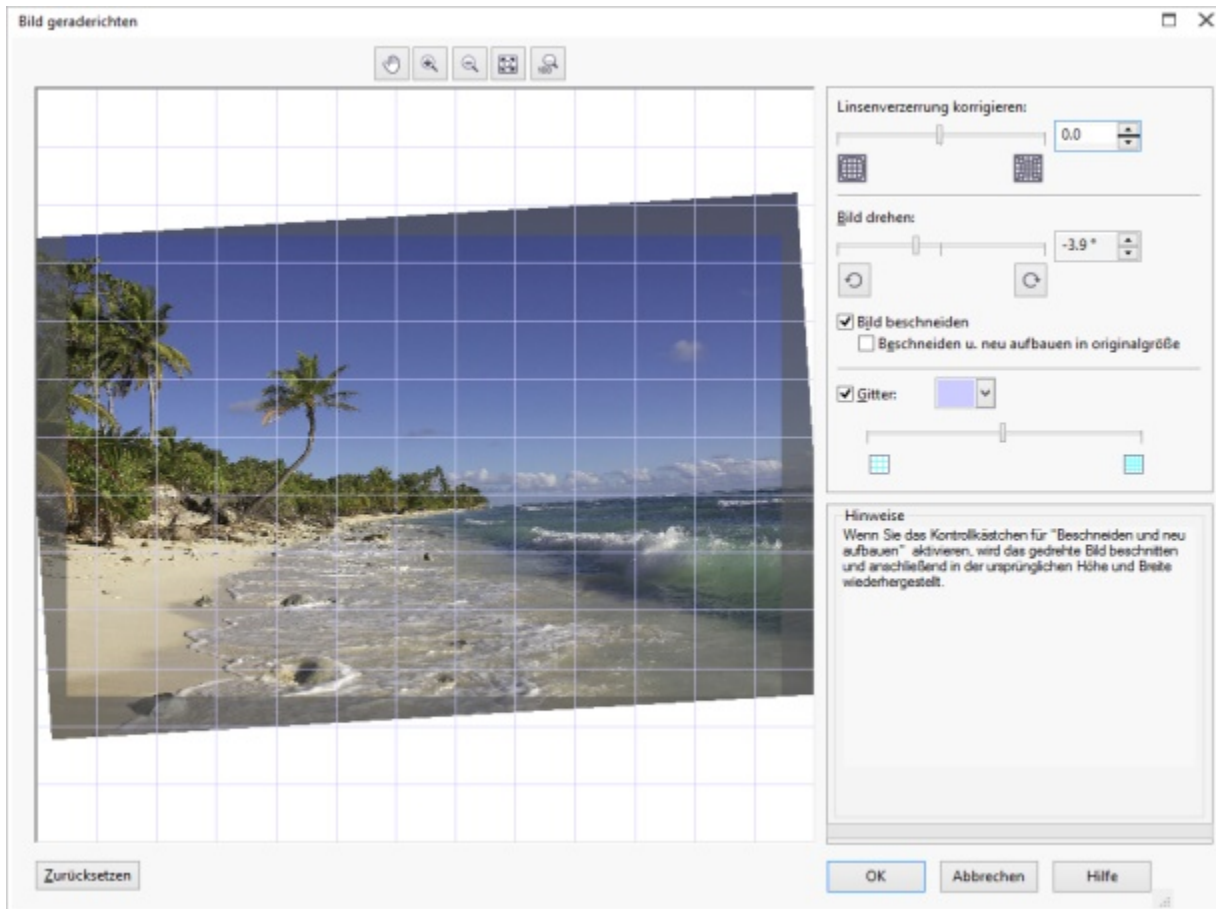 Bild geraderichten
100
Linsenverzerrung korrigieren:
0.0
Bild drehen:
-3.9 °
Bild beschneiden
Beschneiden u. neu aufbauen in originalgröße
Gitter:
Hinweise
Wenn Sie das Kontrollkästchen für "Beschneiden und neu
aufbauen" aktivieren, wird das gedrehte Bild beschnitten
und anschließend in der ursprünglichen Höhe und Breite
wiederhergestellt.
Zurücksetzen
OK
Abbrechen
Hilfe